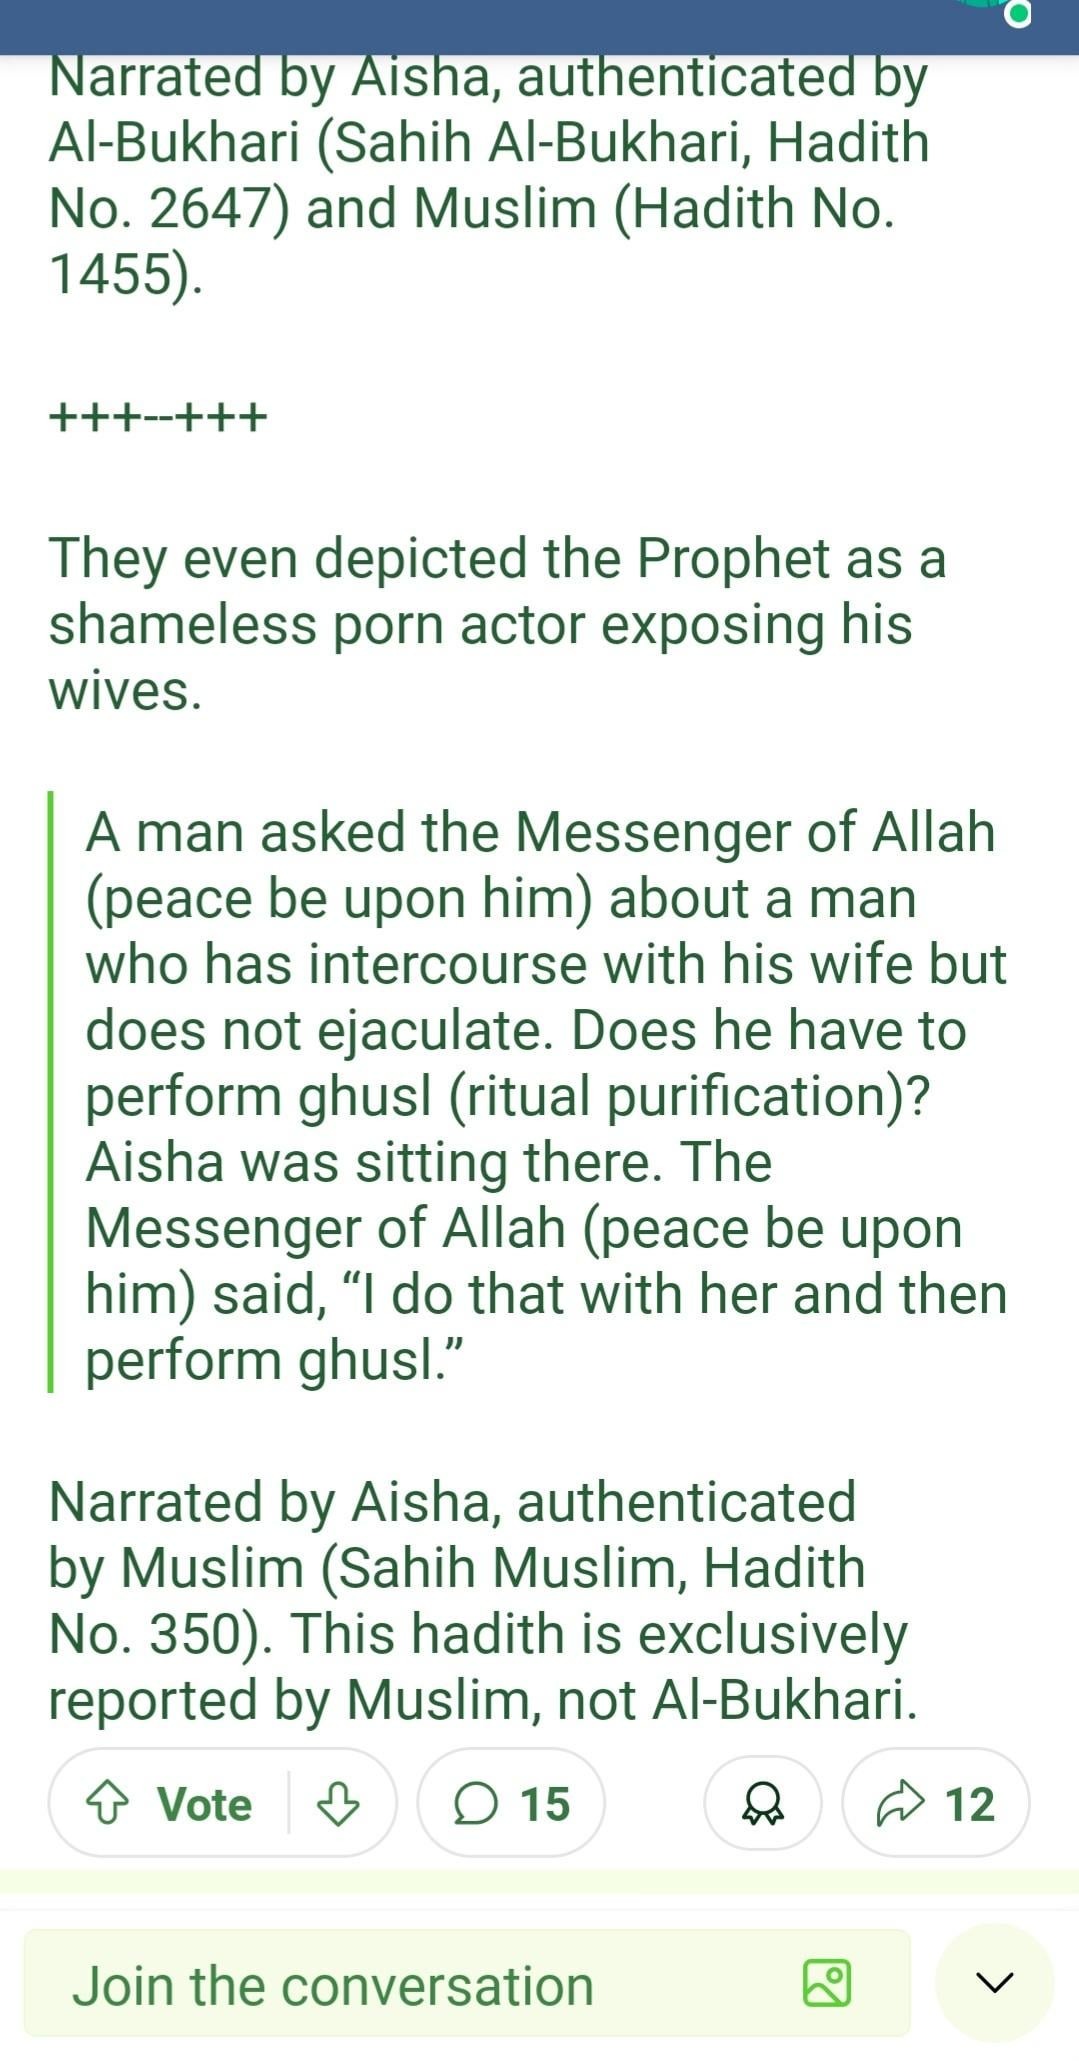 Narrated by Aisha, authenticated by
Al-Bukhari (Sahih Al-Bukhari, Hadith
No. 2647) and Muslim (Hadith No.
1455).
+++--+++
They even depicted the Prophet as a
shameless porn actor exposing his
wives.
A man asked the Messenger of Allah
(peace be upon him) about a man
who has intercourse with his wife but
does not ejaculate. Does he have to
perform ghusl (ritual purification)?
Aisha was sitting there. The
Messenger of Allah (peace be upon
him) said, “I do that with her and then
perform ghusl.”
Narrated by Aisha, authenticated
by Muslim (Sahih Muslim, Hadith
No. 350). This hadith is exclusively
reported by Muslim, not Al-Bukhari.
Vote 15 12
Join the conversation